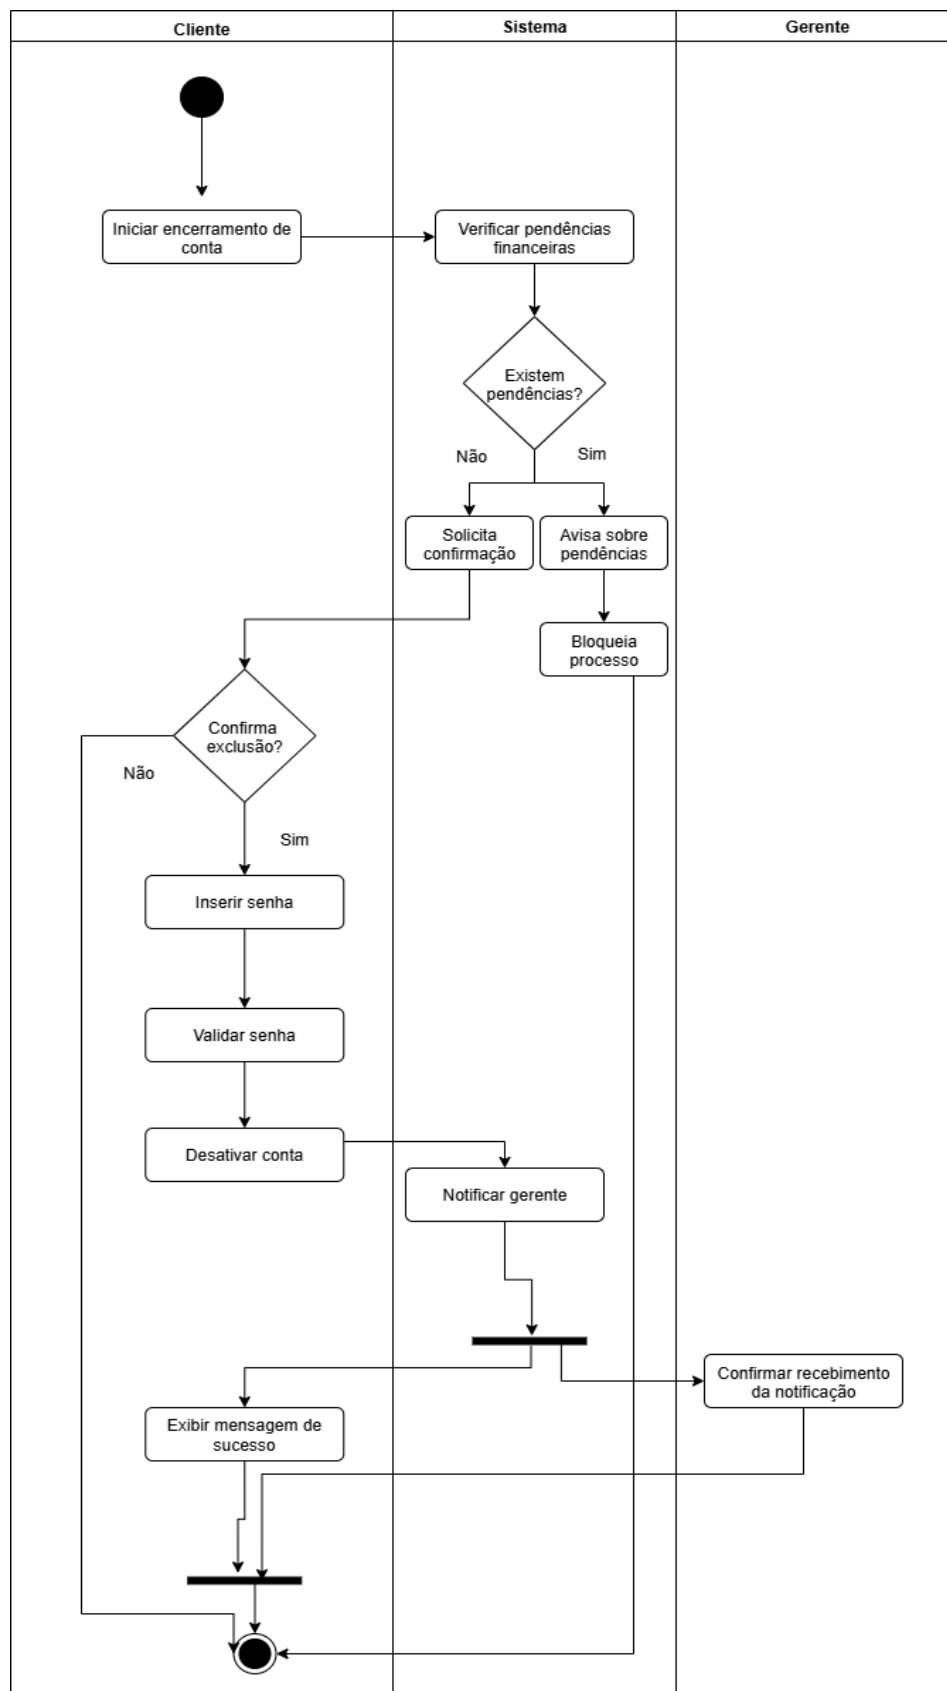 Cliente
Sistema
Gerente
Iniciar encerramento de
conta
Verificar pendências
financeiras
Existem
pendências?
Não
Sim
Solicita
confirmação
Avisa sobre
pendências
Bloqueia
processo
Confirma
exclusão?
Não
Sim
Inserir senha
Validar senha
Desativar conta
Notificar gerente
Confirmar recebimento
da notificação
Exibir mensagem de
sucesso